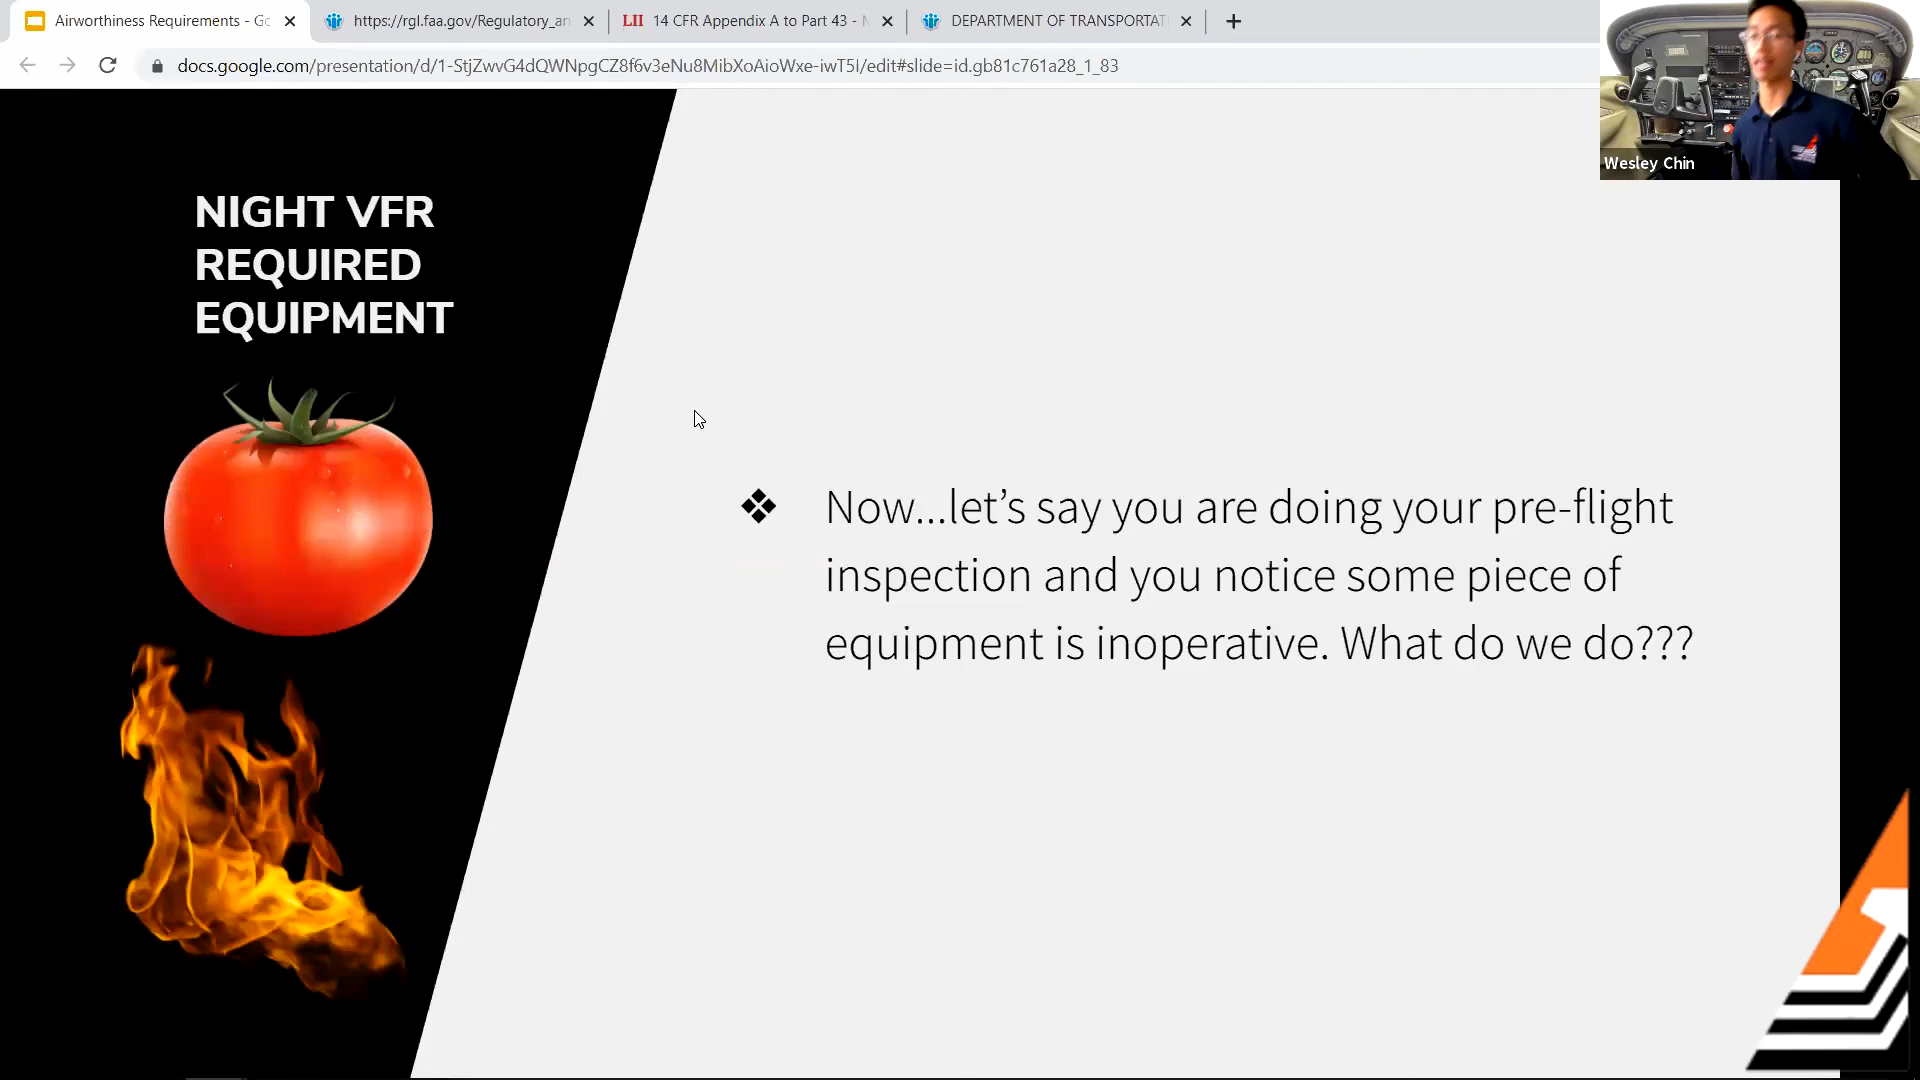 Airworthiness Requirements - Go
https://rgl.faa.gov/Regulatory_an
LII 14 CFR Appendix A to Part 43 - M
DEPARTMENT OF TRANSPORTAT
docs.google.com/presentation/d/1-StjZwvG4dQWNpgCZ8f6v3eNu8MibXoAioWxe-iwT5I/edit#slide=id.gb81c761a28_1_83
Wesley Chin
NIGHT VFR
REQUIRED
EQUIPMENT
❖ Now...let’s say you are doing your pre-flight
inspection and you notice some piece of
equipment is inoperative. What do we do???